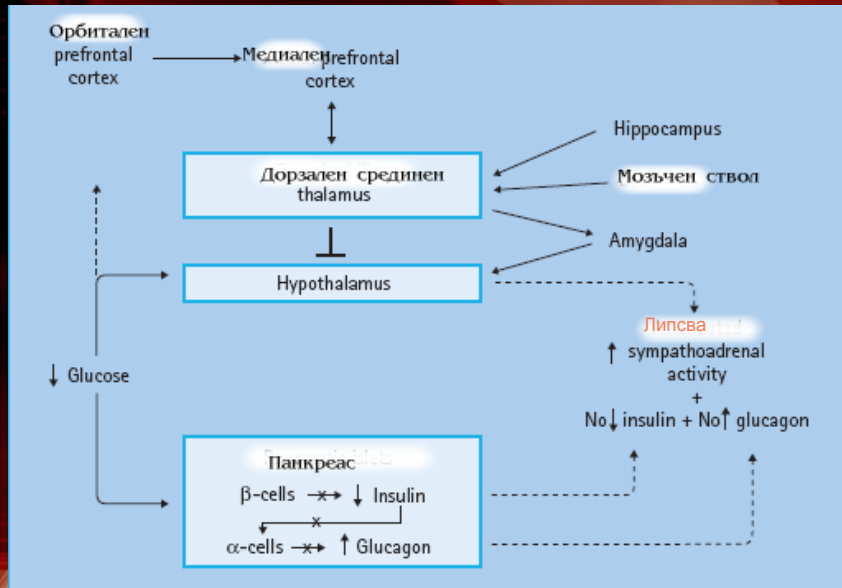 Орбитален
prefrontal
cortex
Медиален prefrontal
cortex
Hippocampus
Дорзален срединен
thalamus
Мозъчен ствол
Amygdala
Hypothalamus
Липсва
↑ sympathoadrenal
activity
+
No↓ insulin + No↑ glucagon
↓ Glucose
Панкреас
β-cells –x→ ↓ Insulin
x
α-cells –x→ ↑ Glucagon